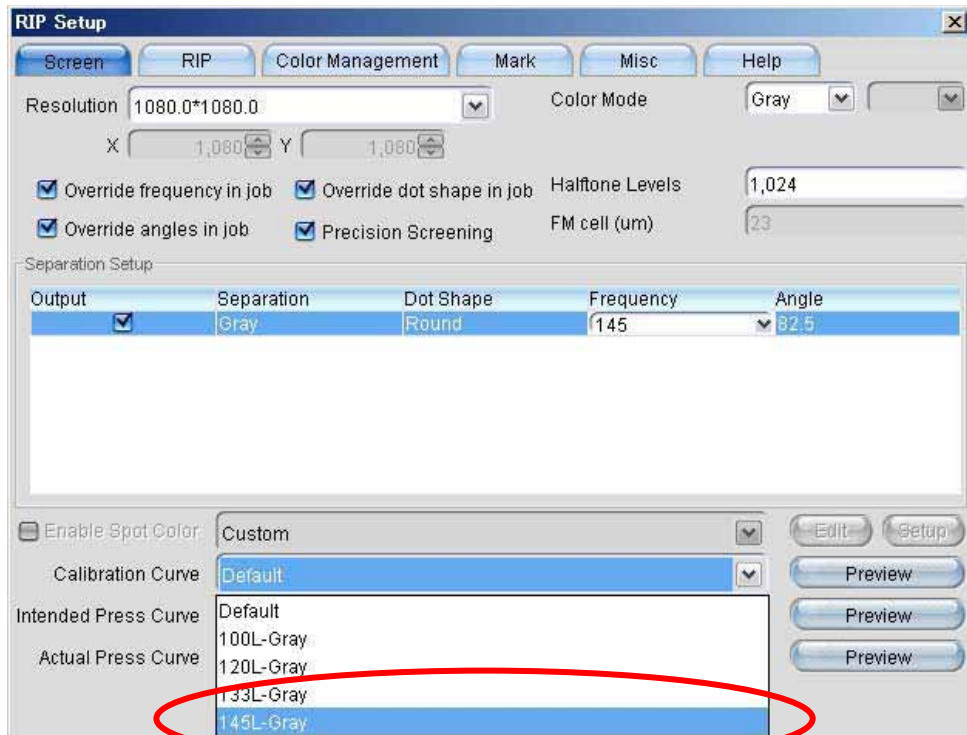 RIP Setup
Screen RIP Color Management Mark Misc Help
Resolution 1080.0*1080.0 Color Mode Gray
X 1,080 Y 1,080
Override frequency in job Override dot shape in job Halftone Levels 1,024
Override angles in job Precision Screening FM cell (um) 23
Separation Setup
Output Separation Dot Shape Frequency Angle
Gray Round 145 82.5
Enable Spot Color Custom Edit Setup
Calibration Curve Default Preview
Intended Press Curve Default Preview
100L-Gray
Actual Press Curve 120L-Gray Preview
133L-Gray
145L-Gray